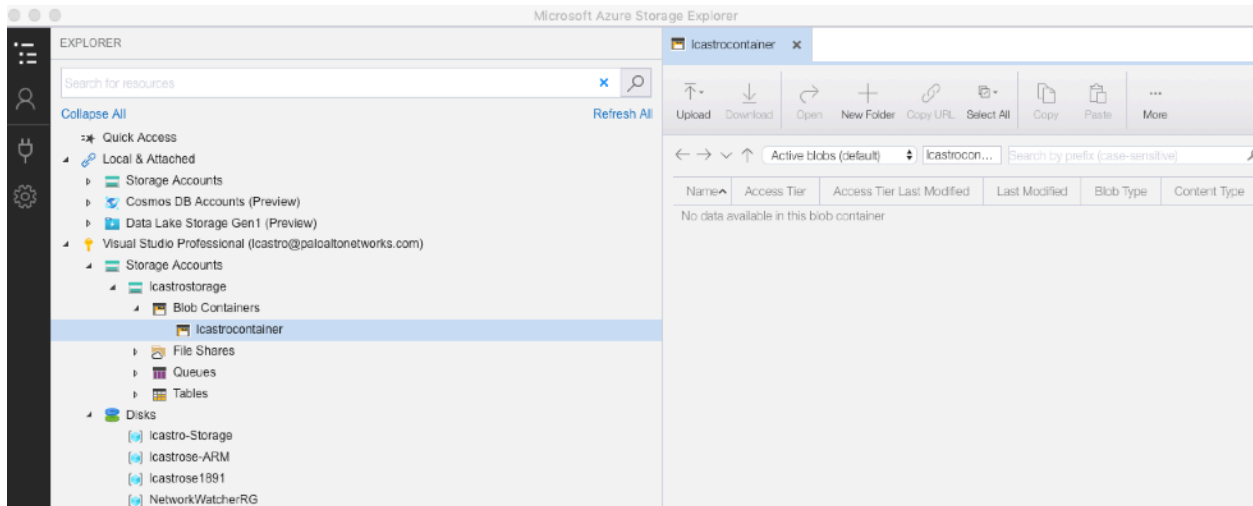 Microsoft Azure Storage Explorer
EXPLORER
Search for resources
Collapse All Refresh All
Quick Access
Local & Attached
Storage Accounts
Cosmos DB Accounts (Preview)
Data Lake Storage Gen1 (Preview)
Visual Studio Professional (lcastro@paloaltonetworks.com)
Storage Accounts
lcastrostorage
Blob Containers
lcastrocontainer
File Shares
Queues
Tables
Disks
lcastro-Storage
lcastrose-ARM
lcastrose1891
NetworkWatcherRG
lcastrocontainer
Upload Download Open New Folder Copy URL Select All Copy Paste More
Active blobs (default) lcastrocon... Search by prefix (case-sensitive)
Name Access Tier Access Tier Last Modified Last Modified Blob Type Content Type
No data available in this blob container